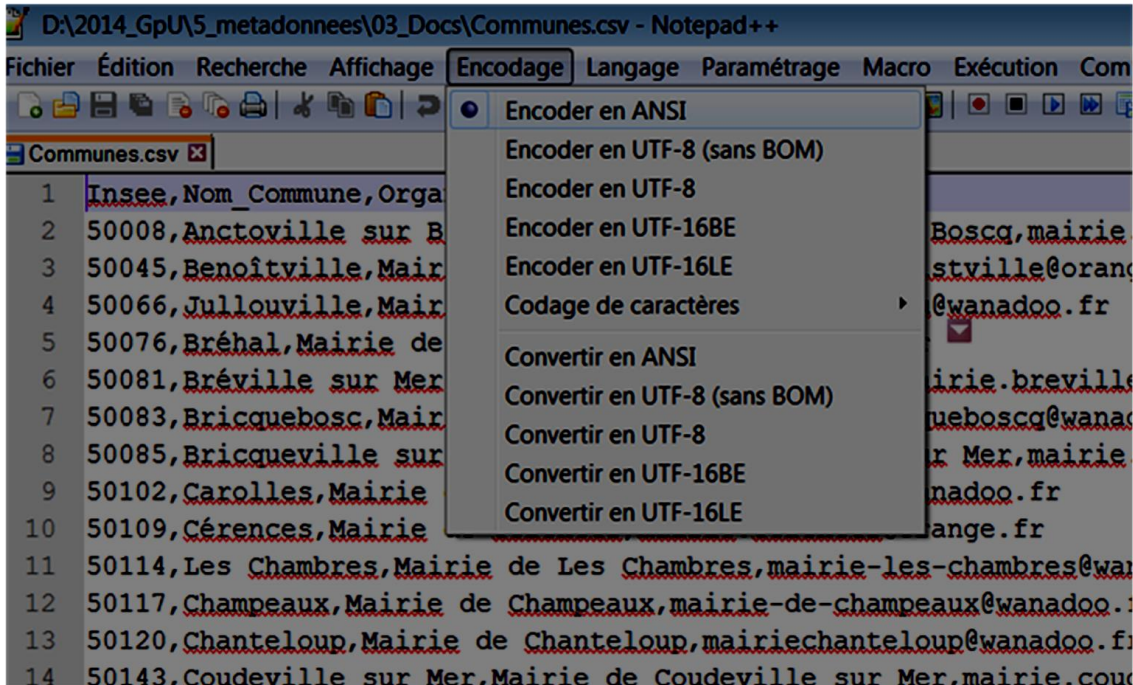 D:\2014_GpU\5_metadonnees\03_Docs\Communes.csv - Notepad++
Fichier Édition Recherche Affichage Encodage Langage Paramétrage Macro Exécution Com
Communes.csv
Encoder en ANSI
Encoder en UTF-8 (sans BOM)
Encoder en UTF-8
Encoder en UTF-16BE
Encoder en UTF-16LE
Codage de caractères
Convertir en ANSI
Convertir en UTF-8 (sans BOM)
Convertir en UTF-8
Convertir en UTF-16BE
Convertir en UTF-16LE
1 Insee,Nom_Commune,Orga
2 50008,Anctoville sur B Boscq,mairie.
3 50045,Benoîtville,Mair stville@orang
4 50066,Jullouville,Mair @wanadoo.fr
5 50076,Bréhal,Mairie de
6 50081,Bréville sur Mer irie.breville
7 50083,Bricquebosc,Mair ueboscq@wanad
8 50085,Bricqueville sur r Mer,mairie.
9 50102,Carolles,Mairie nadoo.fr
10 50109,Cérences,Mairie range.fr
11 50114,Les Chambres,Mairie de Les Chambres,mairie-les-chambres@wan
12 50117,Champeaux,Mairie de Champeaux,mairie-de-champeaux@wanadoo.
13 50120,Chanteloup,Mairie de Chanteloup,mairiechanteloup@wanadoo.fr
14 50143,Coudeville sur Mer,Mairie de Coudeville sur Mer,mairie.coud